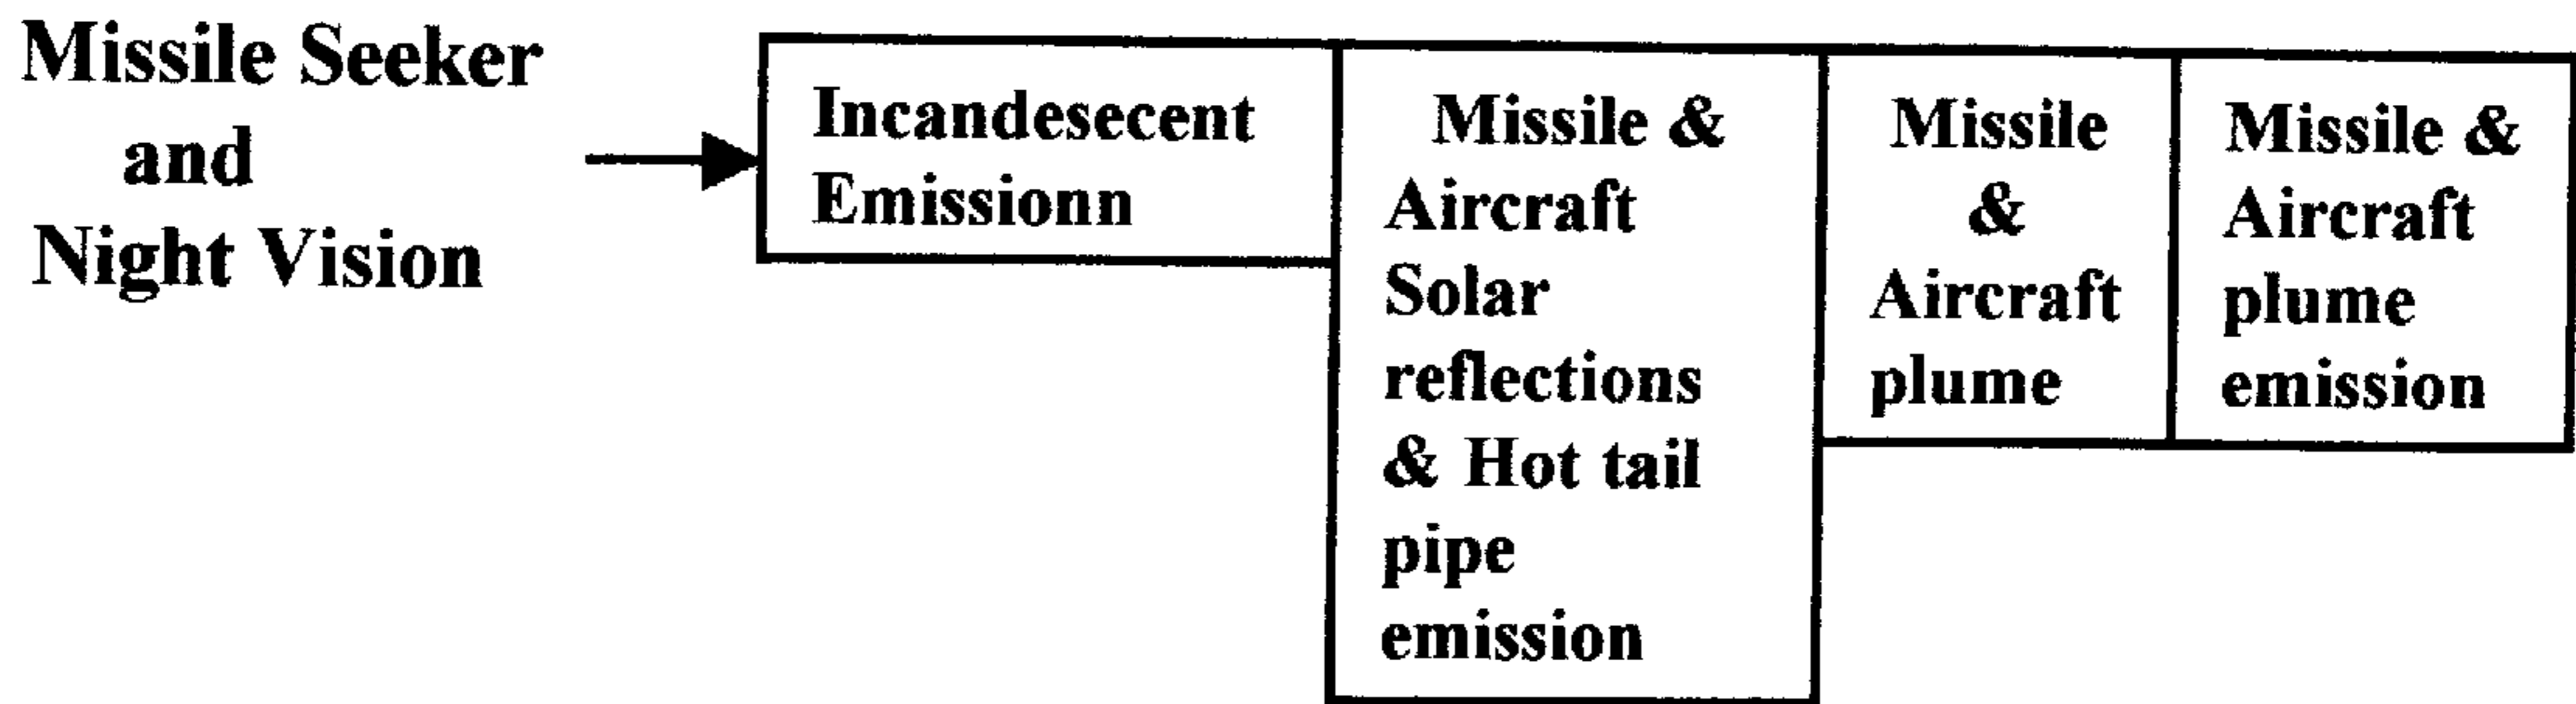 Missile Seeker
and
Night Vision
Incandesecent
Emissionn
Missile &
Aircraft
Solar
reflections
& Hot tail
pipe
emission
Missile
&
Aircraft
plume
Missile &
Aircraft
plume
emission